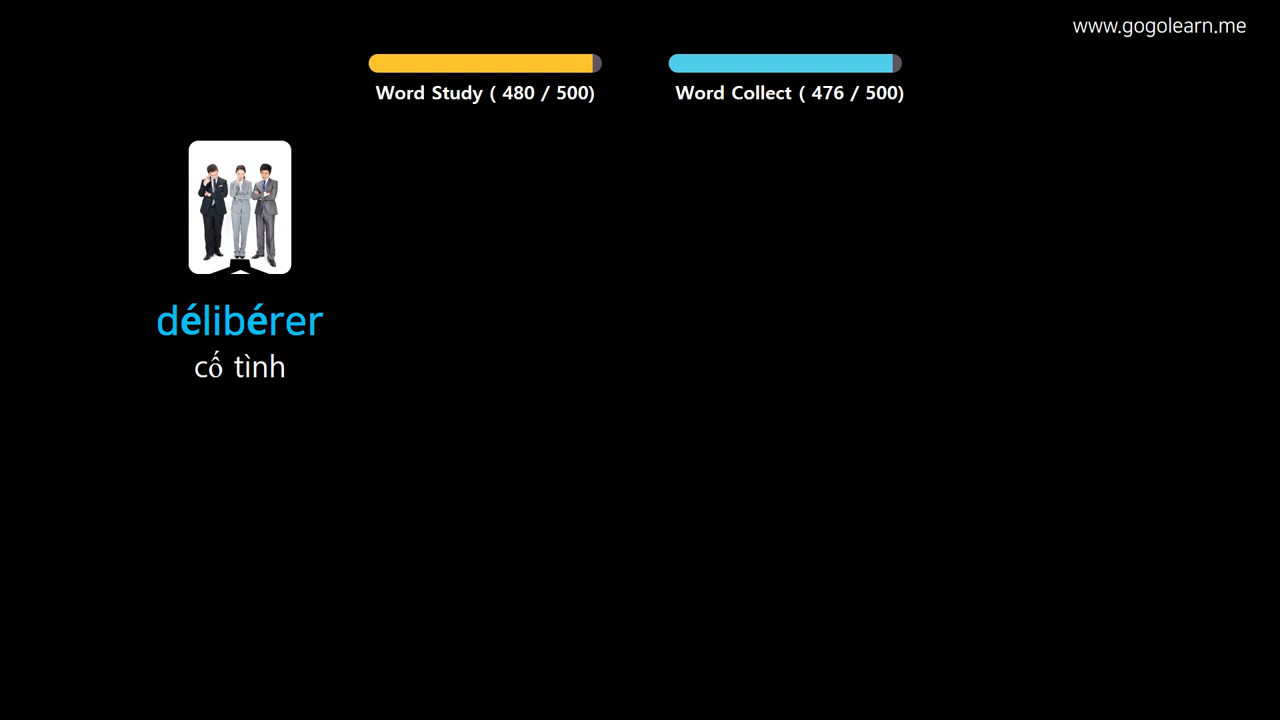 www.gogolearn.me
Word Study ( 480 / 500)
Word Collect ( 476 / 500)
délibérer
cố tình